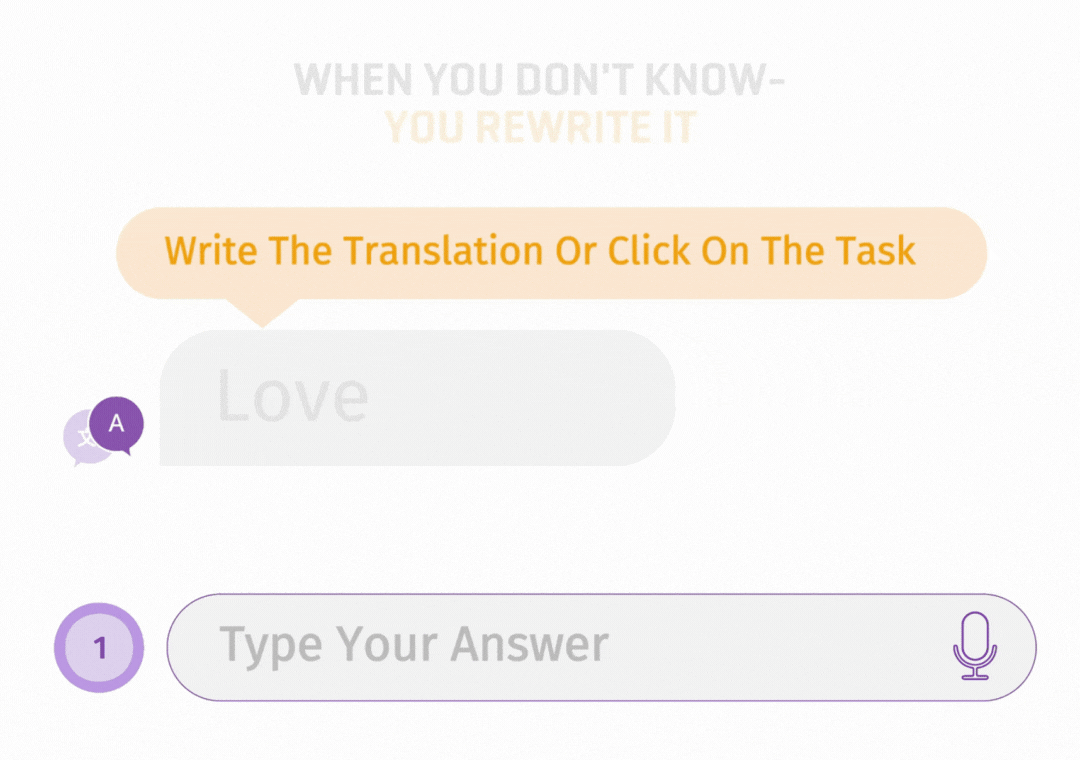 WHEN YOU DON'T KNOW-
YOU REWRITE IT
Write The Translation Or Click On The Task
Love
文 A
1 Type Your Answer